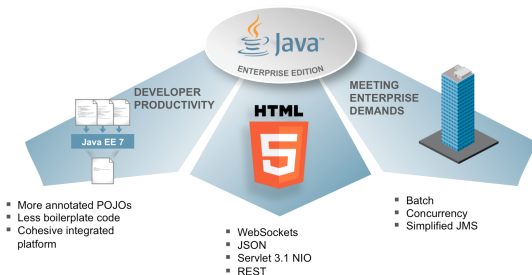 Java™
ENTERPRISE EDITION
DEVELOPER
PRODUCTIVITY
Java EE 7
▪ More annotated POJOs
▪ Less boilerplate code
▪ Cohesive integrated
platform
HTML
5
▪ WebSockets
▪ JSON
▪ Servlet 3.1 NIO
▪ REST
MEETING
ENTERPRISE
DEMANDS
▪ Batch
▪ Concurrency
▪ Simplified JMS